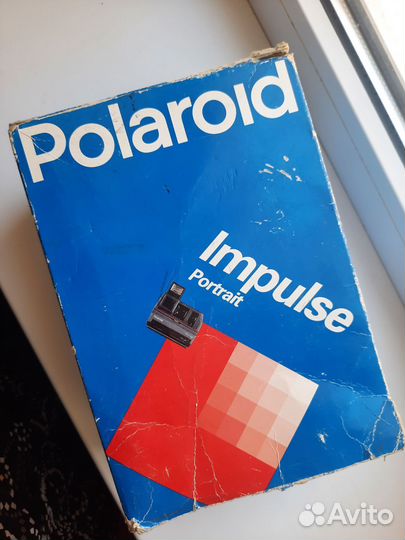 Polaroid
Impulse
Portrait
Avito